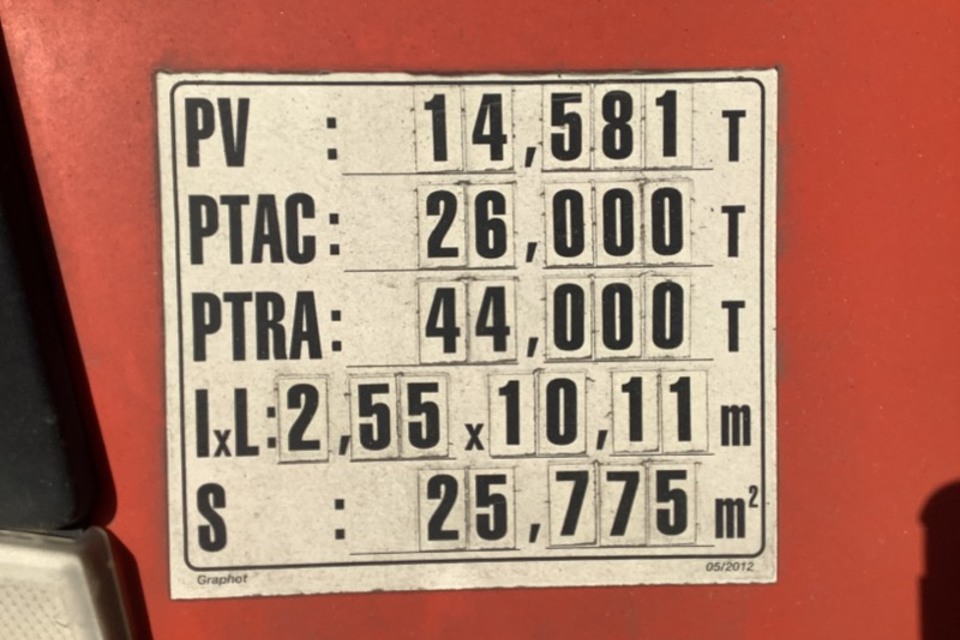 PV : 14,581 T
PTAC : 26,000 T
PTRA : 44,000 T
lxL : 2,55 x 10,11 m
S : 25,775 m²
Graphot 05/2012